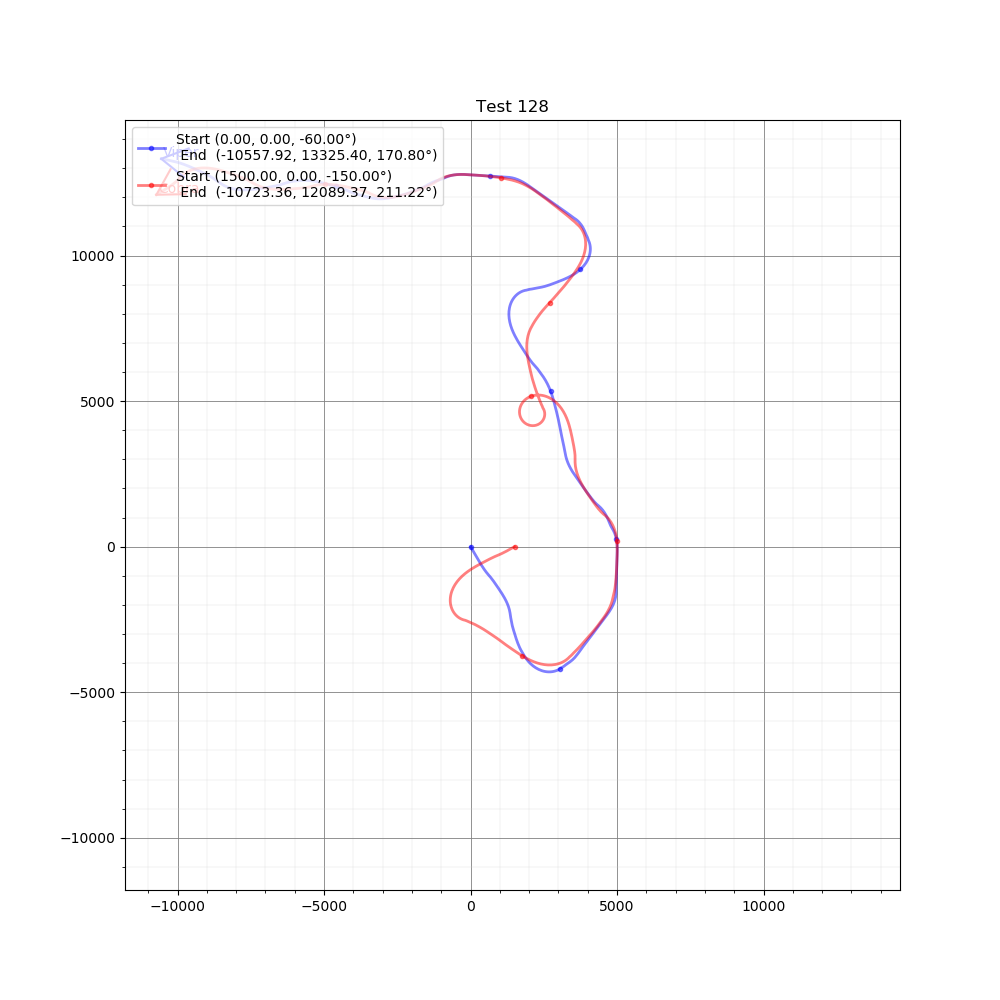 Test 128
Start (0.00, 0.00, -60.00°)
End (-10557.92, 13325.40, 170.80°)
Start (1500.00, 0.00, -150.00°)
End (-10723.36, 12089.37, 211.22°)
10000
5000
0
−5000
−10000
−10000 −5000 0 5000 10000